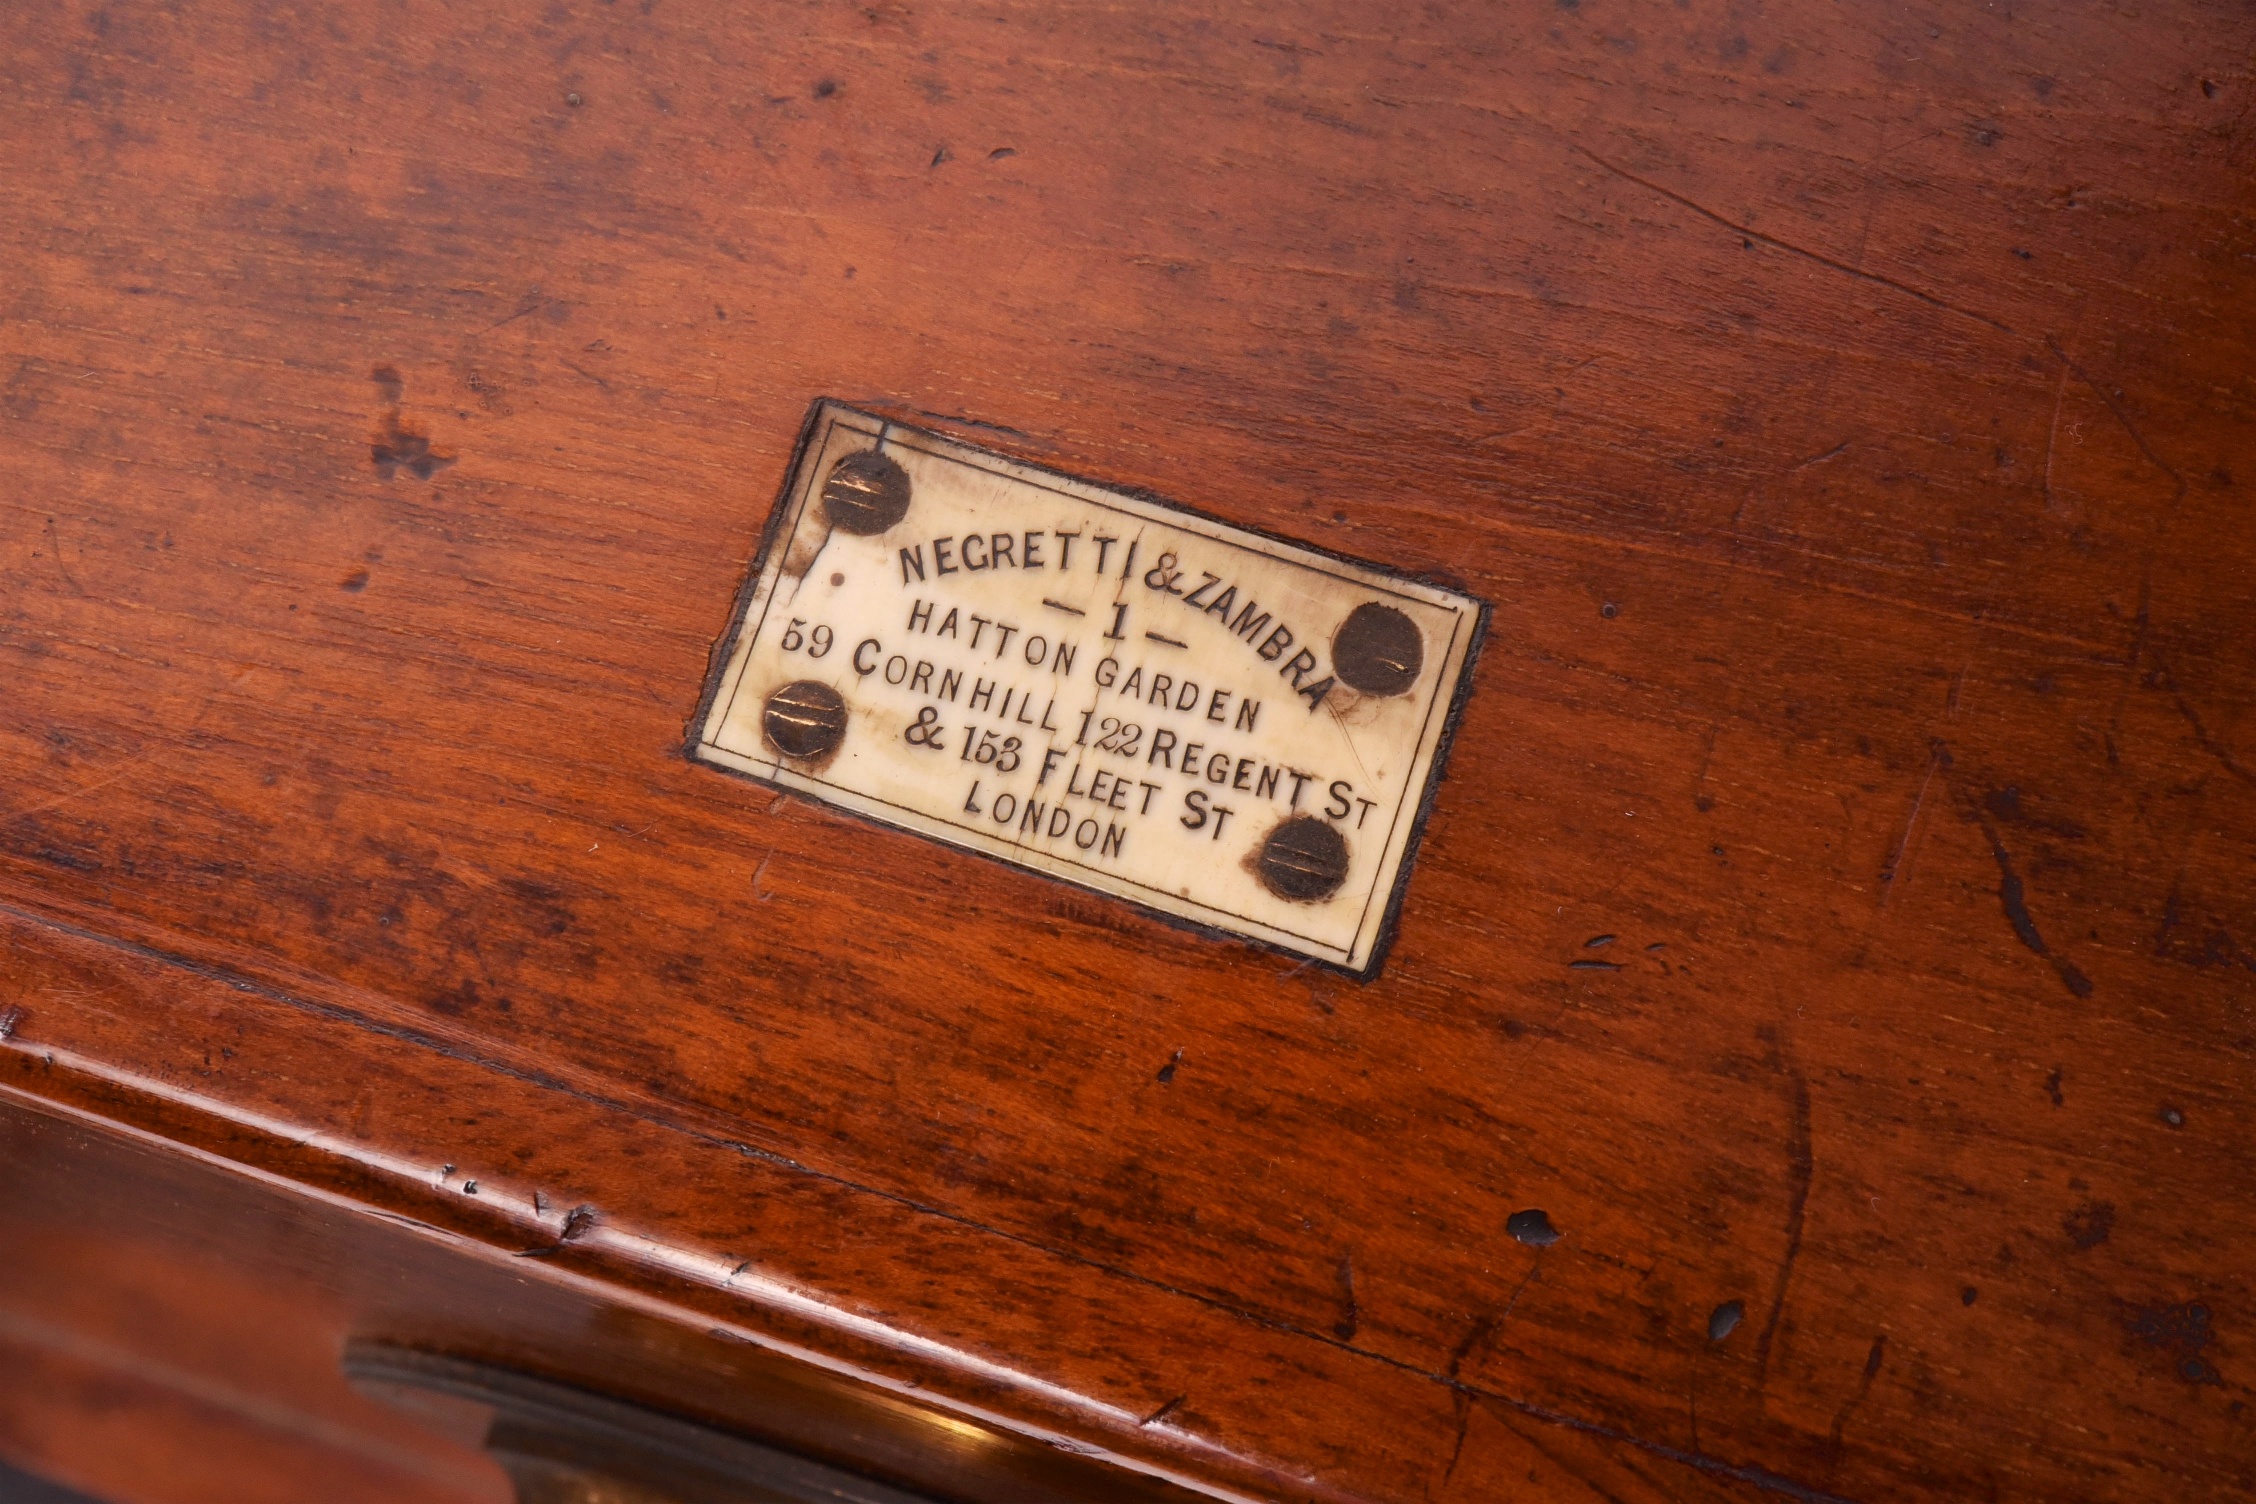 NEGRETTI & ZAMBRA
— 1 —
HATTON GARDEN
59 CORNHILL 122 REGENT ST
& 153 FLEET ST
LONDON